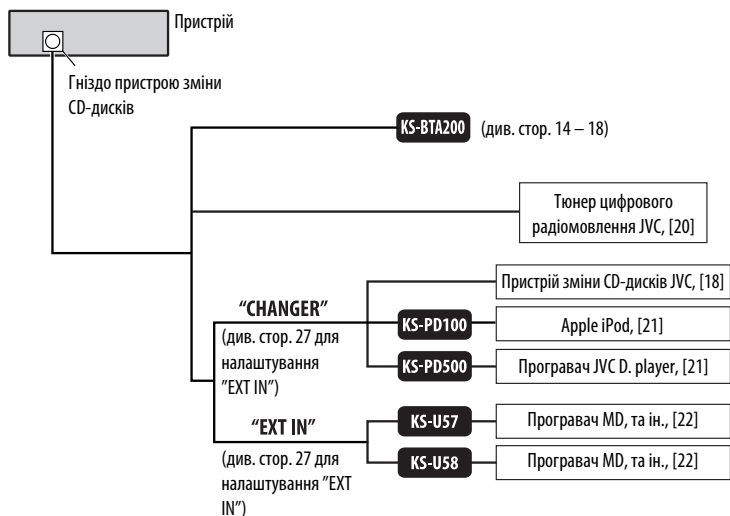 Пристрій
Гніздо пристрою зміни
CD-дисків
KS-BTA200 (див. стор. 14 – 18)
Тюнер цифрового
радіомовлення JVC, [20]
Пристрій зміни CD-дисків JVC, [18]
“CHANGER”
(див. стор. 27 для
налаштування
"EXT IN")
KS-PD100
Apple iPod, [21]
KS-PD500
Програвач JVC D. player, [21]
“EXT IN”
(див. стор. 27 для
налаштування "EXT
IN")
KS-U57
Програвач MD, та ін., [22]
KS-U58
Програвач MD, та ін., [22]